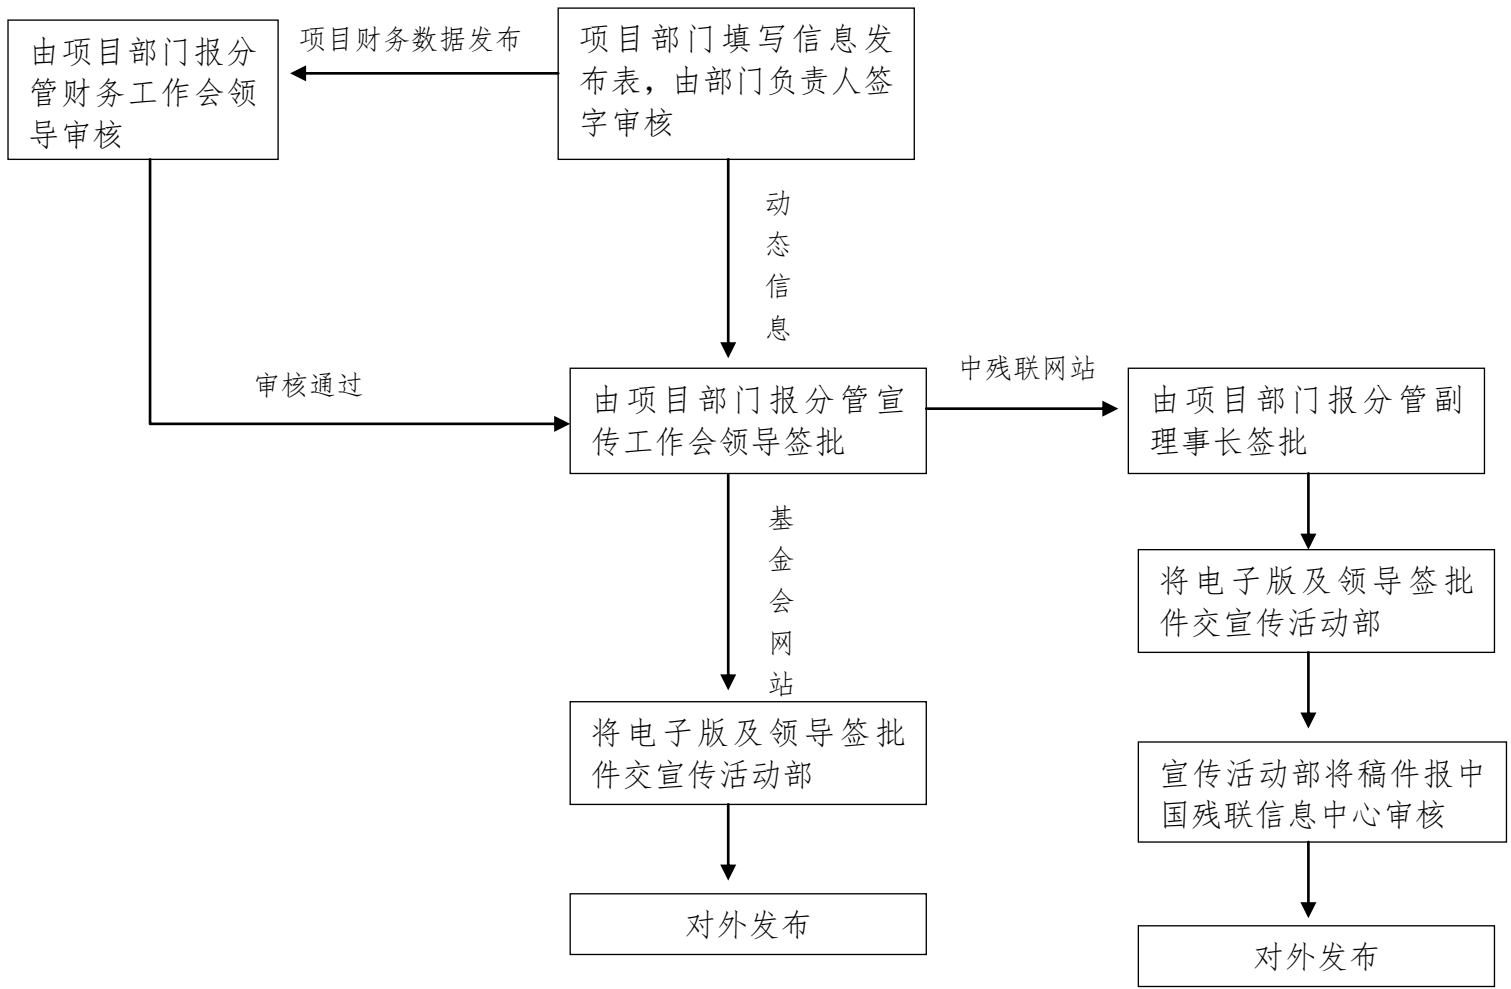 由项目部门报分
管财务工作会领
导审核
项目财务数据发布
项目部门填写信息发
布表，由部门负责人签
字审核
动
态
信
息
审核通过
由项目部门报分管宣
传工作会领导签批
中残联网站
由项目部门报分管副
理事长签批
基
金
会
网
站
将电子版及领导签批
件交宣传活动部
将电子版及领导签批
件交宣传活动部
宣传活动部将稿件报中
国残联信息中心审核
对外发布
对外发布